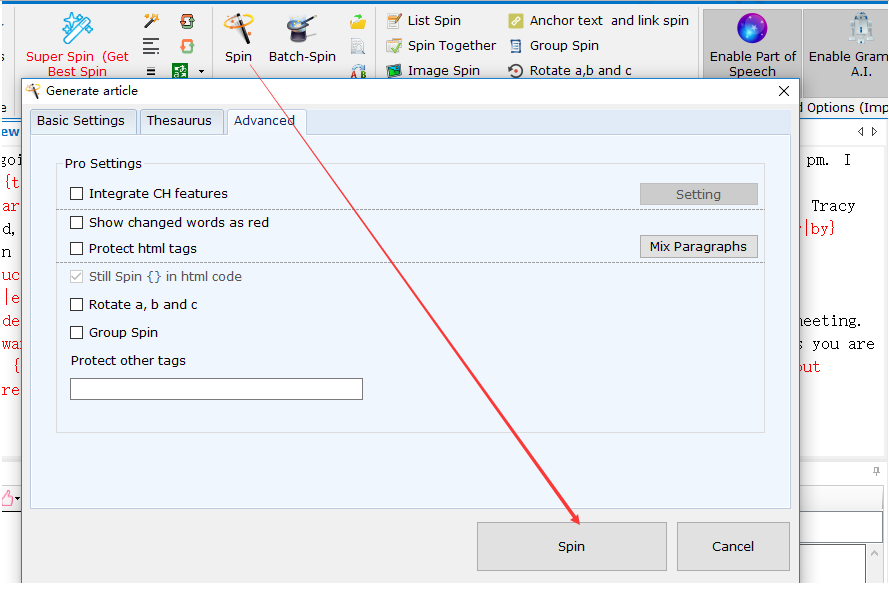 Super Spin (Get
Best Spin
Spin
Batch-Spin
List Spin
Spin Together
Image Spin
Anchor text and link spin
Group Spin
Rotate a,b and c
Enable Part of
Speech
Enable Gram
A.I.
Options (Imp
Generate article
Basic Settings
Thesaurus
Advanced
pm. I
{t
Tracy
|by}
Pro Settings
Integrate CH features
Setting
Show changed words as red
Protect html tags
Mix Paragraphs
Still Spin {} in html code
Rotate a, b and c
Group Spin
Protect other tags
you are
Spin
Cancel